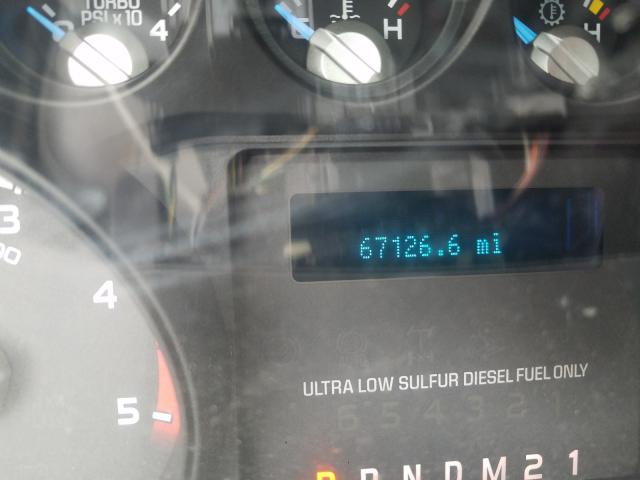 TURBO
PSI x 10
4
C H
4
3
4
67126.6 mi
ULTRA LOW SULFUR DIESEL FUEL ONLY
5
6 5 4 3 2 1
P R N D M 2 1